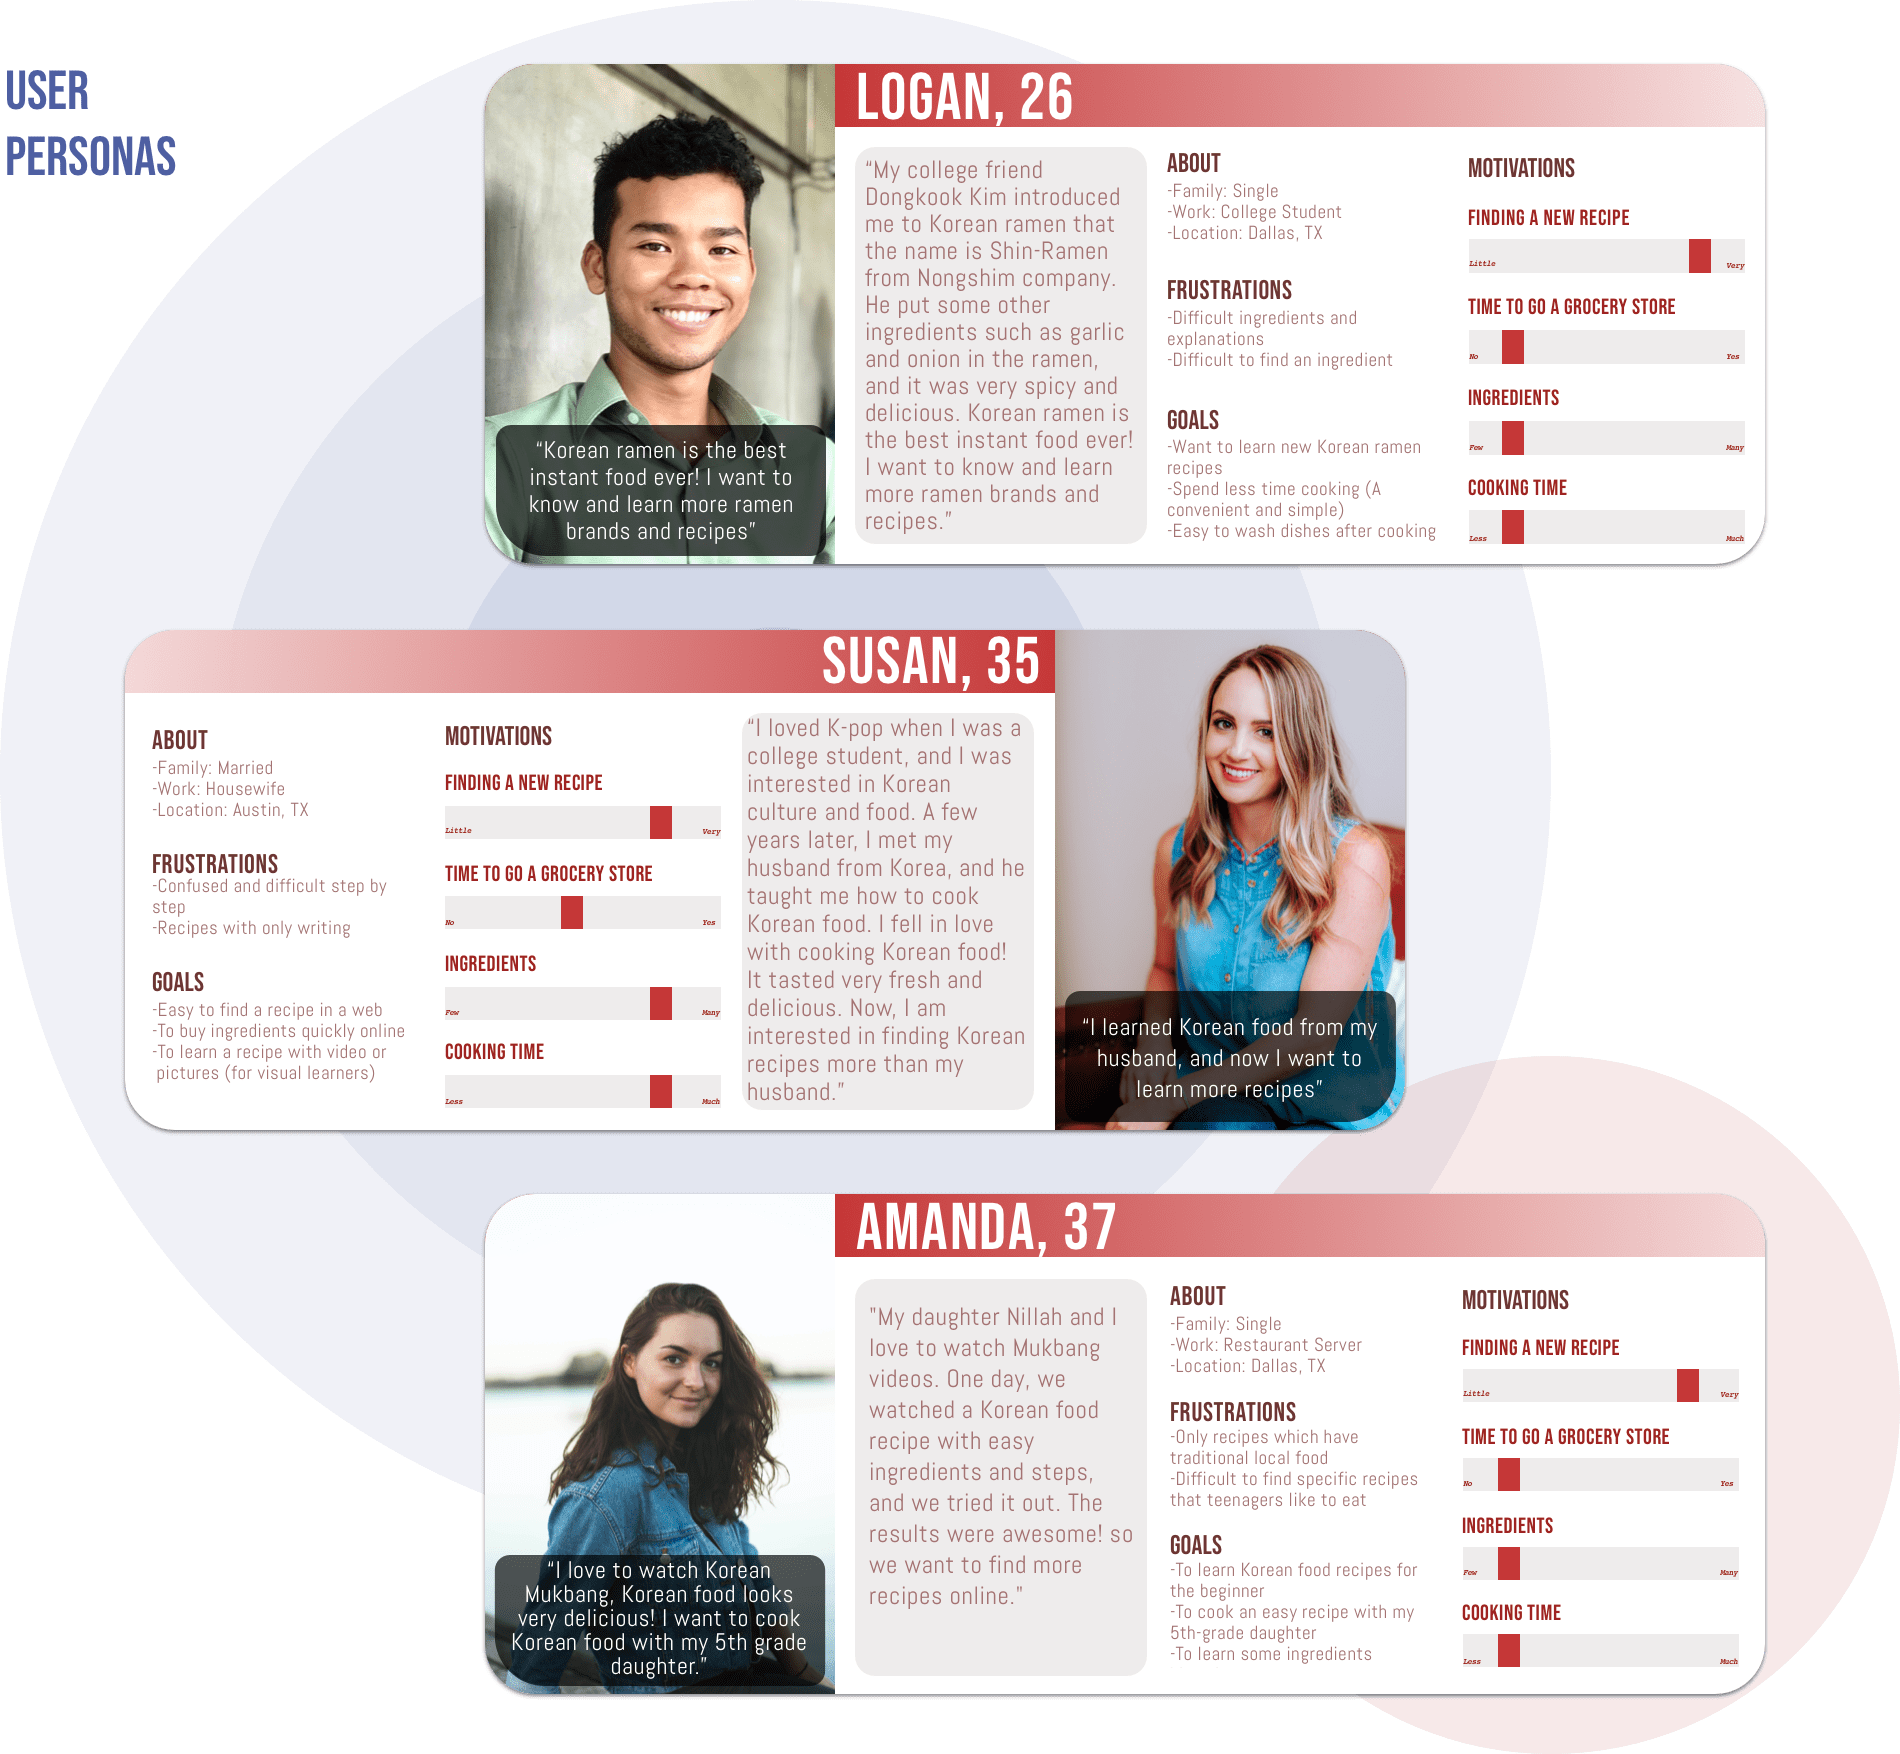 USER
PERSONAS
LOGAN, 26
“Korean ramen is the best
instant food ever! I want to
know and learn more ramen
brands and recipes”
“My college friend
Dongkook Kim introduced
me to Korean ramen that
the name is Shin-Ramen
from Nongshim company.
He put some other
ingredients such as garlic
and onion in the ramen,
and it was very spicy and
delicious. Korean ramen is
the best instant food ever!
I want to know and learn
more ramen brands and
recipes.”
ABOUT
-Family: Single
-Work: College Student
-Location: Dallas, TX
FRUSTRATIONS
-Difficult ingredients and
explanations
-Difficult to find an ingredient
GOALS
-Want to learn new Korean ramen
recipes
-Spend less time cooking (A
convenient and simple)
-Easy to wash dishes after cooking
MOTIVATIONS
FINDING A NEW RECIPE
Little Very
TIME TO GO A GROCERY STORE
No Yes
INGREDIENTS
Few Many
COOKING TIME
Less Much
SUSAN, 35
ABOUT
-Family: Married
-Work: Housewife
-Location: Austin, TX
FRUSTRATIONS
-Confused and difficult step by
step
-Recipes with only writing
GOALS
-Easy to find a recipe in a web
-To buy ingredients quickly online
-To learn a recipe with video or
pictures (for visual learners)
MOTIVATIONS
FINDING A NEW RECIPE
Little Very
TIME TO GO A GROCERY STORE
No Yes
INGREDIENTS
Few Many
COOKING TIME
Less Much
“I loved K-pop when I was a
college student, and I was
interested in Korean
culture and food. A few
years later, I met my
husband from Korea, and he
taught me how to cook
Korean food. I fell in love
with cooking Korean food!
It tasted very fresh and
delicious. Now, I am
interested in finding Korean
recipes more than my
husband.”
“I learned Korean food from my
husband, and now I want to
learn more recipes”
AMANDA, 37
“I love to watch Korean
Mukbang, Korean food looks
very delicious! I want to cook
Korean food with my 5th grade
daughter.”
"My daughter Nillah and I
love to watch Mukbang
videos. One day, we
watched a Korean food
recipe with easy
ingredients and steps,
and we tried it out. The
results were awesome! so
we want to find more
recipes online."
ABOUT
-Family: Single
-Work: Restaurant Server
-Location: Dallas, TX
FRUSTRATIONS
-Only recipes which have
traditional local food
-Difficult to find specific recipes
that teenagers like to eat
GOALS
-To learn Korean food recipes for
the beginner
-To cook an easy recipe with my
5th-grade daughter
-To learn some ingredients
MOTIVATIONS
FINDING A NEW RECIPE
Little Very
TIME TO GO A GROCERY STORE
No Yes
INGREDIENTS
Few Many
COOKING TIME
Less Much